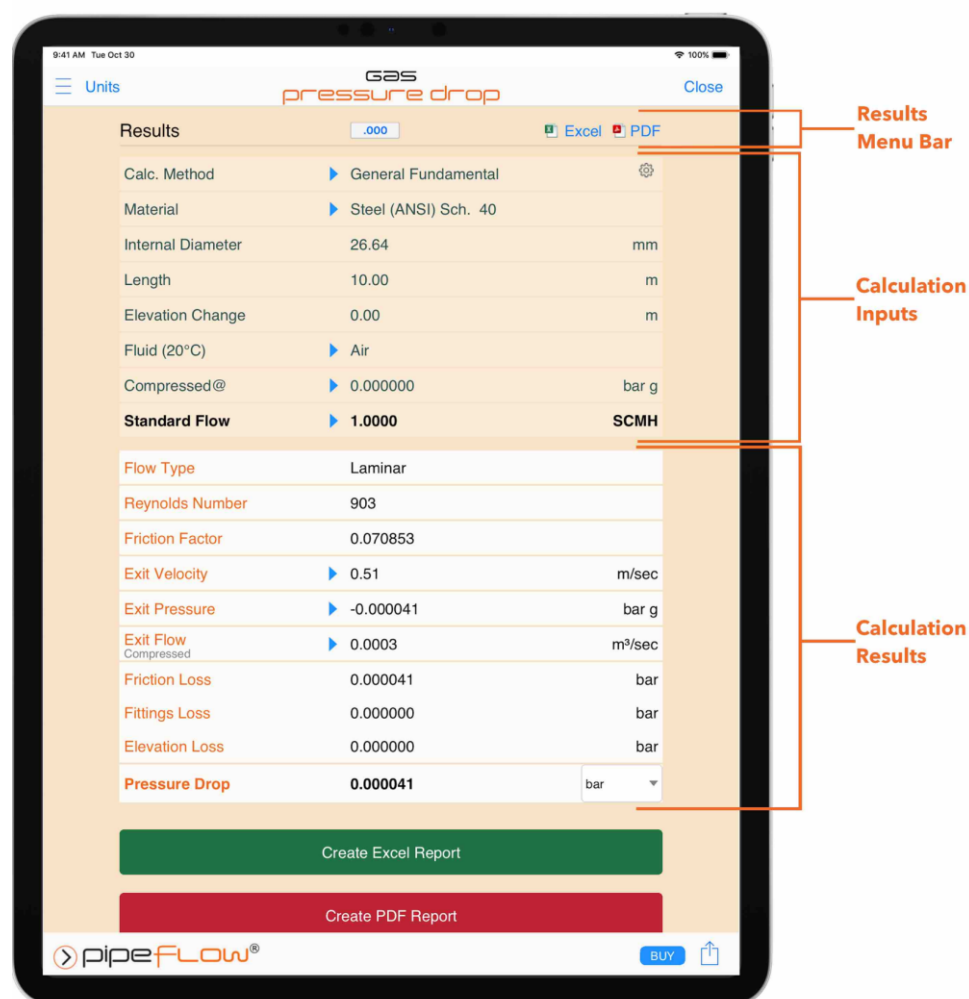 9:41 AM Tue Oct 30 100%
Units
Gas
pressure drop
Close
Results .000 Excel PDF
Results
Menu Bar
Calc. Method General Fundamental
Material Steel (ANSI) Sch. 40
Internal Diameter 26.64 mm
Length 10.00 m
Elevation Change 0.00 m
Fluid (20°C) Air
Compressed@ 0.000000 bar g
Standard Flow 1.0000 SCMH
Calculation
Inputs
Flow Type Laminar
Reynolds Number 903
Friction Factor 0.070853
Exit Velocity 0.51 m/sec
Exit Pressure -0.000041 bar g
Exit Flow 0.0003 m³/sec
Compressed
Friction Loss 0.000041 bar
Fittings Loss 0.000000 bar
Elevation Loss 0.000000 bar
Pressure Drop 0.000041 bar
Calculation
Results
Create Excel Report
Create PDF Report
pipeflow® BUY